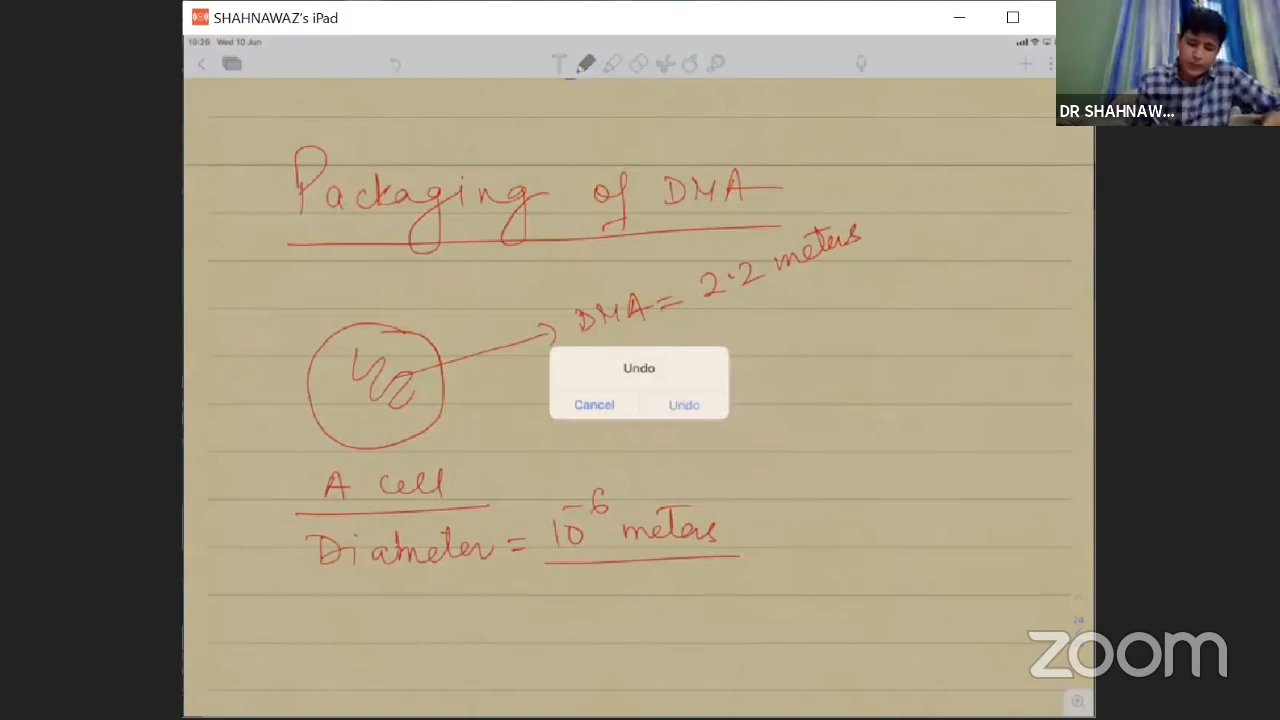 SHAHNAWAZ's iPad
10:26 Wed 10 Jun
DR SHAHNAW...
Packaging of DNA
DNA = 2.2 meters
Undo
Cancel Undo
A cell
Diameter = 10⁻⁶ meters
24
zoom